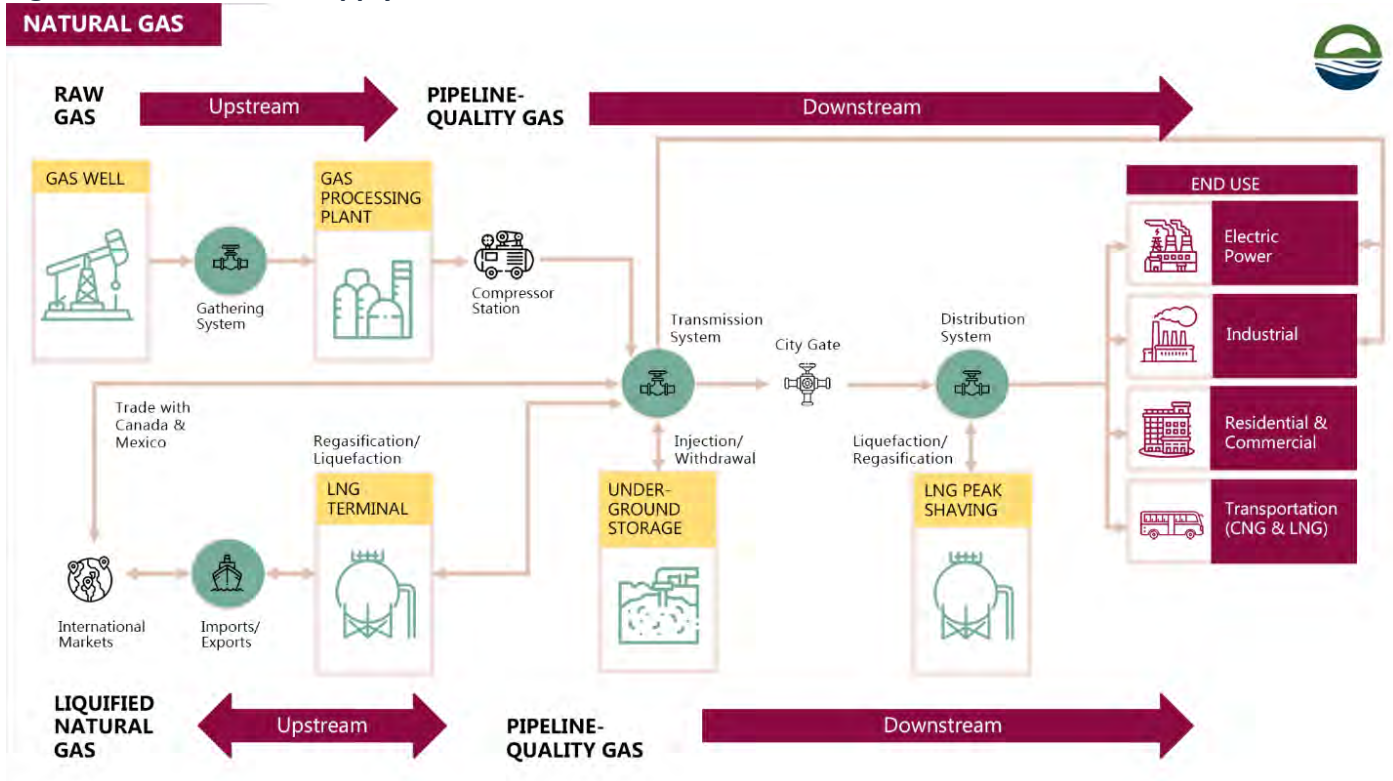 NATURAL GAS
RAW
GAS
Upstream
PIPELINE-
QUALITY GAS
Downstream
GAS WELL
GAS
PROCESSING
PLANT
END USE
Electric
Power
Gathering
System
Compressor
Station
Transmission
System
City Gate
Distribution
System
Industrial
Trade with
Canada &
Mexico
Regasification/
Liquefaction
Injection/
Withdrawal
Liquefaction/
Regasification
Residential &
Commercial
LNG
TERMINAL
UNDER-
GROUND
STORAGE
LNG PEAK
SHAVING
Transportation
(CNG & LNG)
International
Markets
Imports/
Exports
LIQUIFIED
NATURAL
GAS
Upstream
PIPELINE-
QUALITY GAS
Downstream